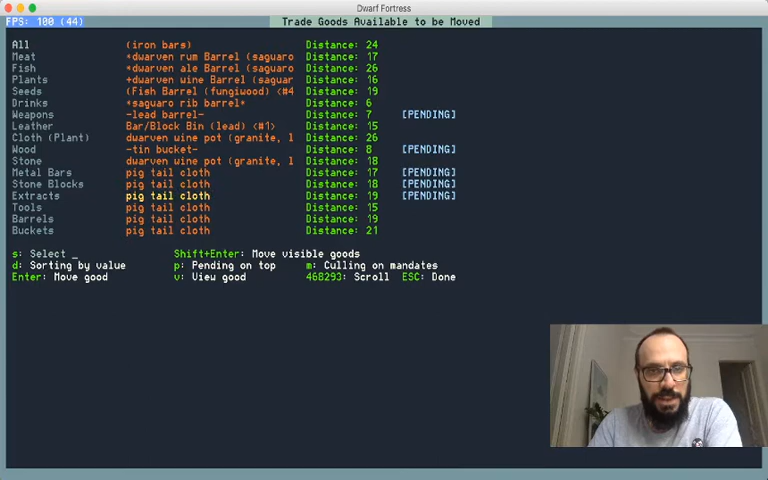 Dwarf Fortress
FPS: 100 (44)
Trade Goods Available to be Moved
All (iron bars) Distance: 24
Meat *dwarven rum Barrel (saguaro Distance: 17
Fish *dwarven ale Barrel (saguaro Distance: 26
Plants +dwarven wine Barrel (saguar Distance: 16
Seeds (Fish Barrel (fungiwood) <#4 Distance: 19
Drinks *saguaro rib barrel* Distance: 6
Weapons -lead barrel- Distance: 7 [PENDING]
Leather Bar/Block Bin (lead) <#1> Distance: 15
Cloth (Plant) dwarven wine pot (granite, l Distance: 26
Wood -tin bucket- Distance: 8 [PENDING]
Stone dwarven wine pot (granite, l Distance: 18
Metal Bars pig tail cloth Distance: 17 [PENDING]
Stone Blocks pig tail cloth Distance: 18 [PENDING]
Extracts pig tail cloth Distance: 19 [PENDING]
Tools pig tail cloth Distance: 15
Barrels pig tail cloth Distance: 19
Buckets pig tail cloth Distance: 21
s: Select _ Shift+Enter: Move visible goods
d: Sorting by value p: Pending on top m: Culling on mandates
Enter: Move good v: View good 468293: Scroll ESC: Done